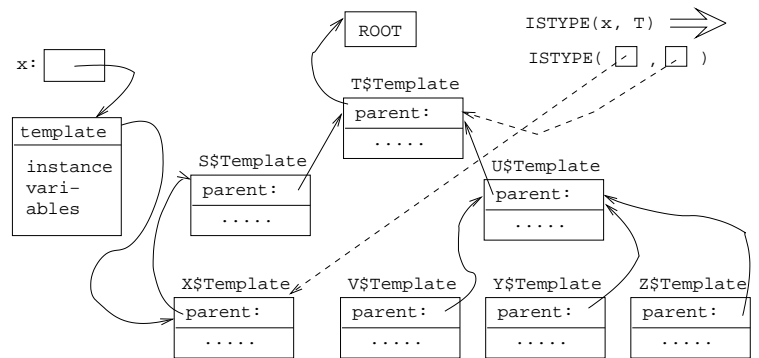 ROOT
ISTYPE(x, T)
x:
ISTYPE( , )
T$Template
parent:
.....
template
instance
vari-
ables
S$Template
parent:
.....
U$Template
parent:
.....
X$Template
parent:
.....
V$Template
parent:
.....
Y$Template
parent:
.....
Z$Template
parent:
.....